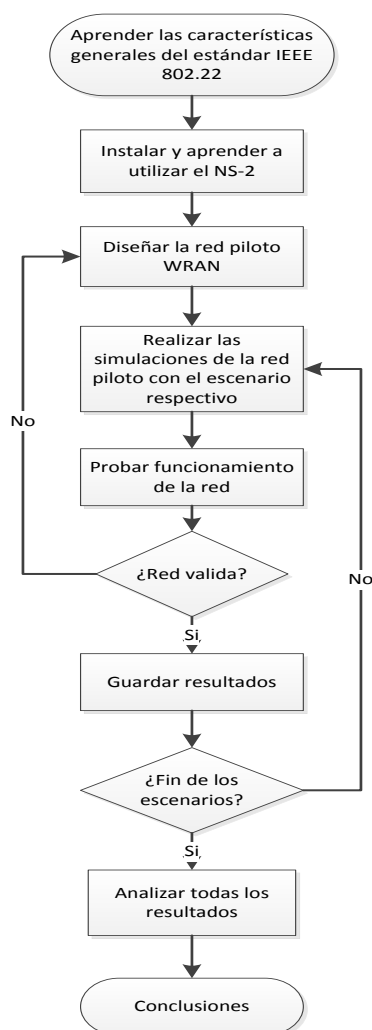 Aprender las características
generales del estándar IEEE
802.22
Instalar y aprender a
utilizar el NS-2
Diseñar la red piloto
WRAN
Realizar las
simulaciones de la red
piloto con el escenario
respectivo
No
Probar funcionamiento
de la red
¿Red valida?
No
Si
Guardar resultados
¿Fin de los
escenarios?
Si
Analizar todas los
resultados
Conclusiones